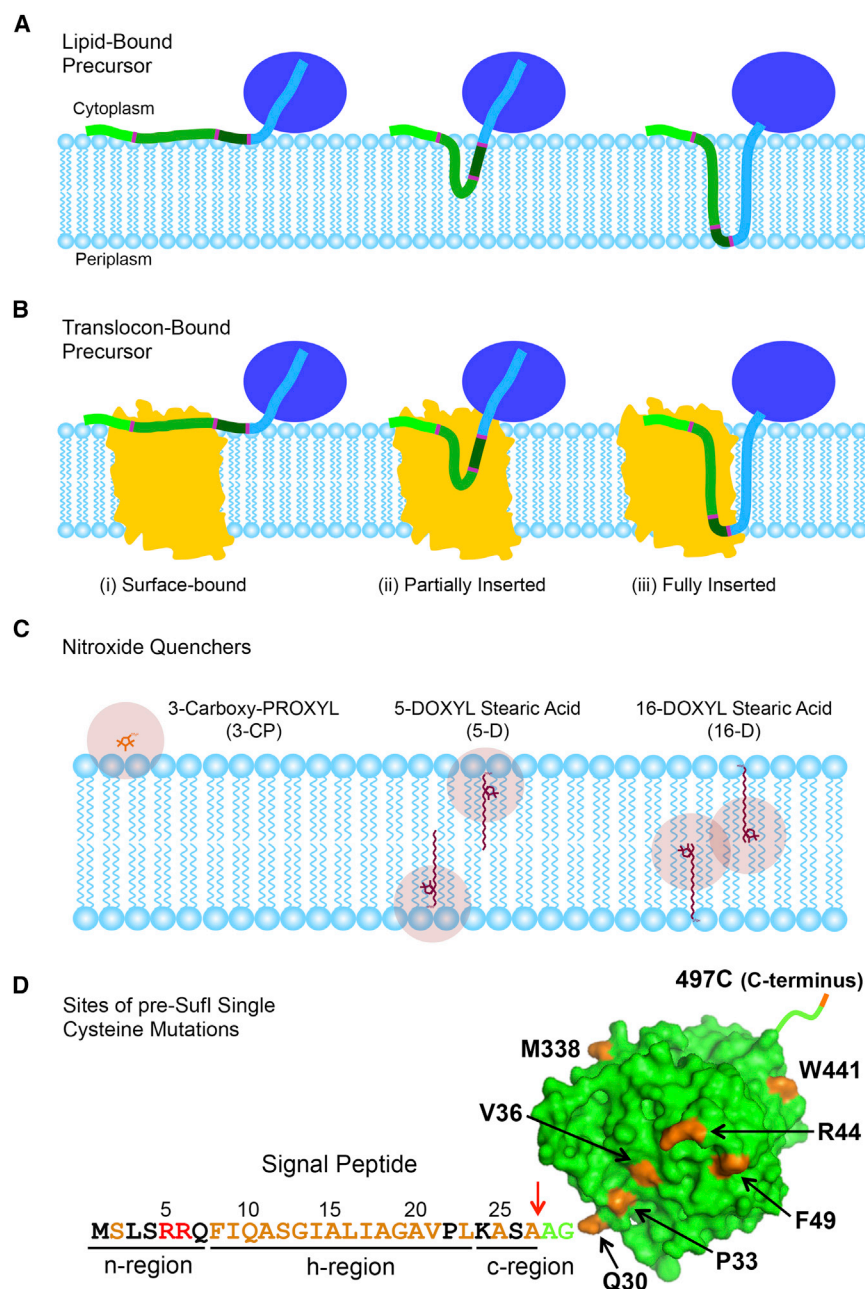 A
Lipid-Bound
Precursor
Cytoplasm
Periplasm
B
Translocon-Bound
Precursor
(i) Surface-bound
(ii) Partially Inserted
(iii) Fully Inserted
C
Nitroxide Quenchers
3-Carboxy-PROXYL
(3-CP)
5-DOXYL Stearic Acid
(5-D)
16-DOXYL Stearic Acid
(16-D)
D
Sites of pre-SufI Single
Cysteine Mutations
497C (C-terminus)
M338
W441
V36
R44
Signal Peptide
5 10 15 20 25
MSLSRRQFIQASGIALIAGAVPLKASAAG
n-region
h-region
c-region
F49
P33
Q30